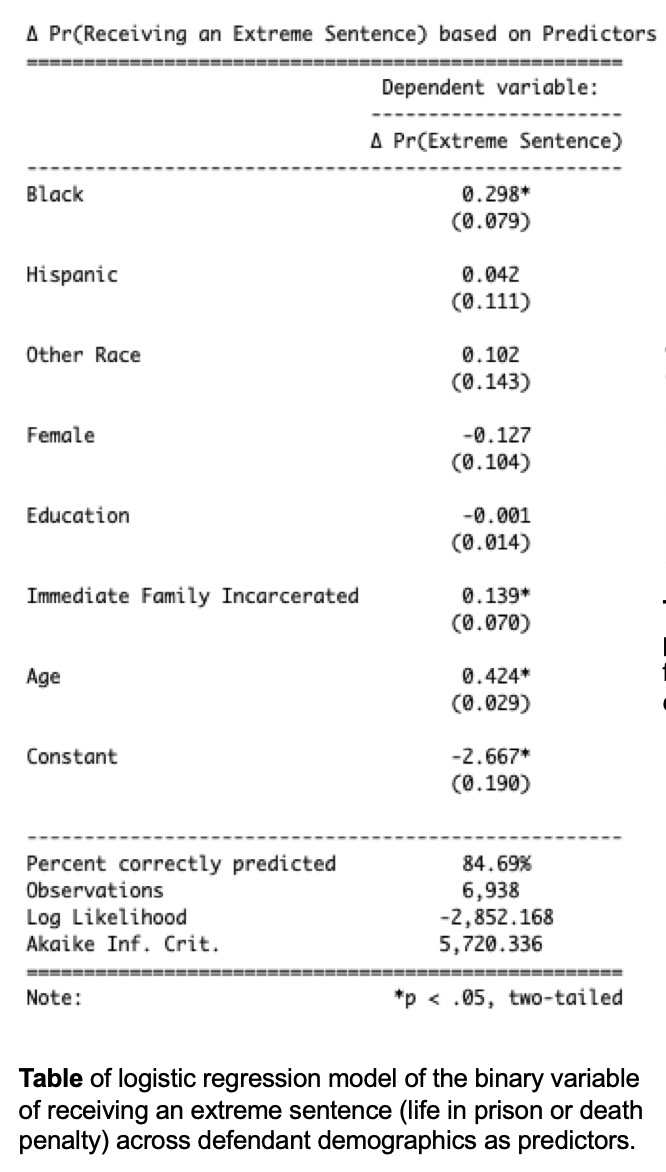 Δ Pr(Receiving an Extreme Sentence) based on Predictors
=====================================================
Dependent variable:
----------------------
Δ Pr(Extreme Sentence)
-----------------------------------------------------
Black 0.298*
(0.079)
Hispanic 0.042
(0.111)
Other Race 0.102
(0.143)
Female -0.127
(0.104)
Education -0.001
(0.014)
Immediate Family Incarcerated 0.139*
(0.070)
Age 0.424*
(0.029)
Constant -2.667*
(0.190)
-----------------------------------------------------
Percent correctly predicted 84.69%
Observations 6,938
Log Likelihood -2,852.168
Akaike Inf. Crit. 5,720.336
=====================================================
Note: *p < .05, two-tailed
Table of logistic regression model of the binary variable
of receiving an extreme sentence (life in prison or death
penalty) across defendant demographics as predictors.